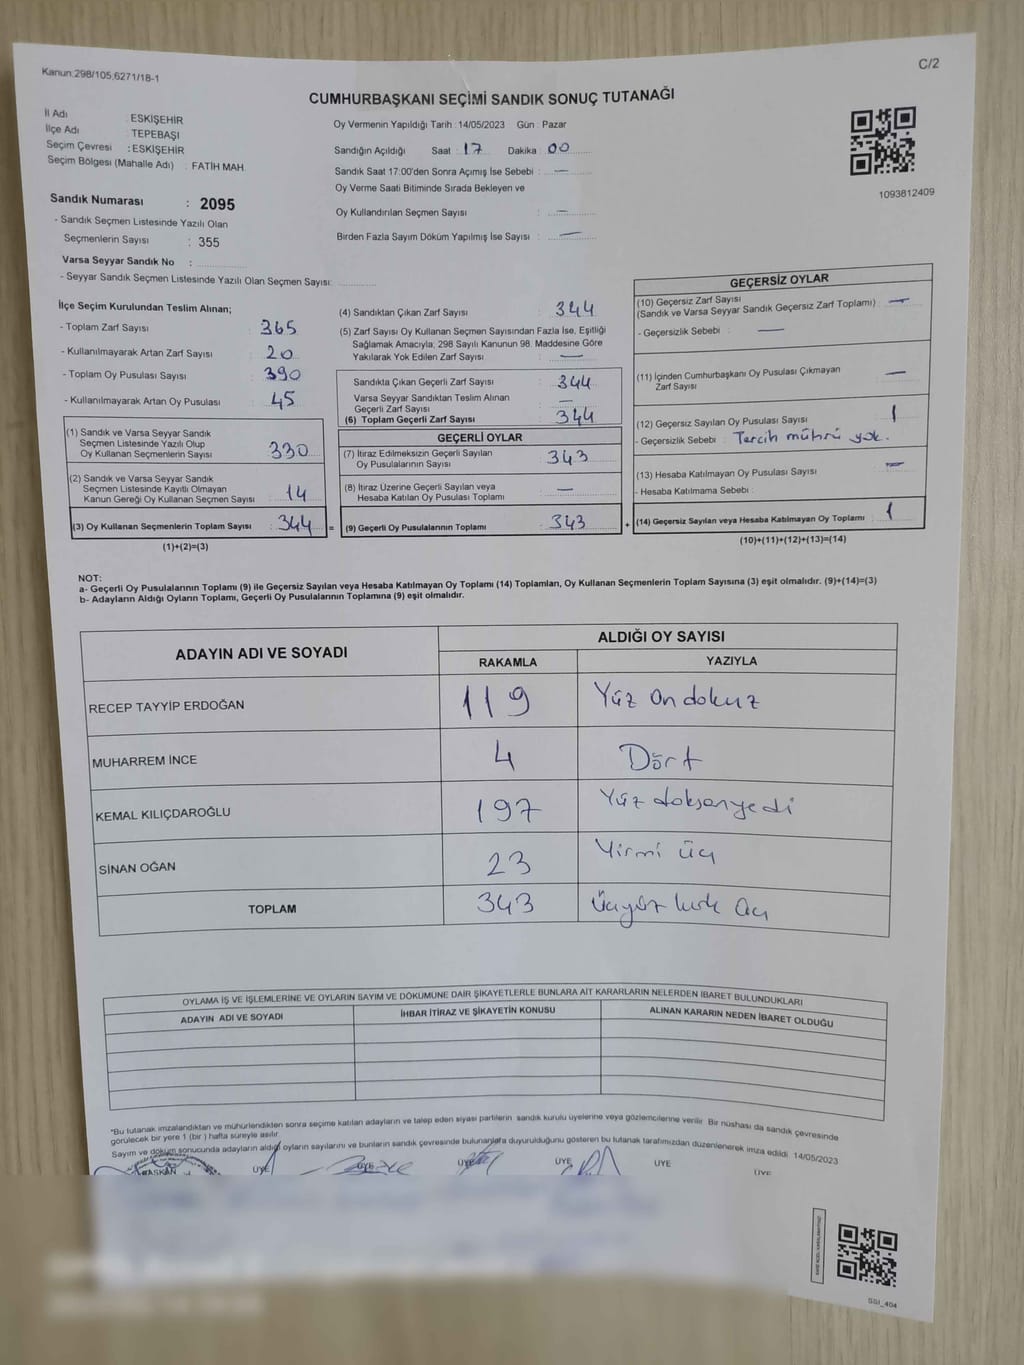 Kanun:298/105,6271/18-1
C/2
CUMHURBAŞKANI SEÇİMİ SANDIK SONUÇ TUTANAĞI
İl Adı : ESKİŞEHİR
İlçe Adı : TEPEBAŞI
Seçim Çevresi : ESKİŞEHİR
Seçim Bölgesi (Mahalle Adı) : FATİH MAH
Oy Vermenin Yapıldığı Tarih : 14/05/2023 Gün : Pazar
Sandığın Açıldığı Saat : 17 Dakika : 00
Sandık Saat 17:00'den Sonra Açımış İse Sebebi : —
Oy Verme Saati Bitiminde Sırada Bekleyen ve
Oy Kullandırılan Seçmen Sayısı : —
Birden Fazla Sayım Döküm Yapılmış İse Sayısı : —
1093812409
Sandık Numarası : 2095
- Sandık Seçmen Listesinde Yazılı Olan
Seçmenlerin Sayısı : 355
Varsa Seyyar Sandık No :
- Seyyar Sandık Seçmen Listesinde Yazılı Olan Seçmen Sayısı:
İlçe Seçim Kurulundan Teslim Alınan;
- Toplam Zarf Sayısı : 365
- Kullanılmayarak Artan Zarf Sayısı : 20
- Toplam Oy Pusulası Sayısı : 390
- Kullanılmayarak Artan Oy Pusulası : 45
(1) Sandık ve Varsa Seyyar Sandık
Seçmen Listesinde Yazılı Olup
Oy Kullanan Seçmenlerin Sayısı : 330
(2) Sandık ve Varsa Seyyar Sandık
Seçmen Listesinde Kayıtlı Olmayan
Kanun Gereği Oy Kullanan Seçmen Sayısı : 14
(3) Oy Kullanan Seçmenlerin Toplam Sayısı : 344 =
(1)+(2)=(3)
(4) Sandıktan Çıkan Zarf Sayısı : 344
(5) Zarf Sayısı Oy Kullanan Seçmen Sayısından Fazla İse, Eşitliği
Sağlamak Amacıyla; 298 Sayılı Kanunun 98. Maddesine Göre
Yakılarak Yok Edilen Zarf Sayısı : —
Sandıkta Çıkan Geçerli Zarf Sayısı : 344
Varsa Seyyar Sandıktan Teslim Alınan
Geçerli Zarf Sayısı : —
(6) Toplam Geçerli Zarf Sayısı : 344
GEÇERLİ OYLAR
(7) İtiraz Edilmeksizin Geçerli Sayılan
Oy Pusulalarının Sayısı : 343
(8) İtiraz Üzerine Geçerli Sayılan veya
Hesaba Katılan Oy Pusulası Toplamı : —
(9) Geçerli Oy Pusulalarının Toplamı : 343 +
GEÇERSİZ OYLAR
(10) Geçersiz Zarf Sayısı
(Sandık ve Varsa Seyyar Sandık Geçersiz Zarf Toplamı) : —
- Geçersizlik Sebebi : —
(11) İçinden Cumhurbaşkanı Oy Pusulası Çıkmayan
Zarf Sayısı : —
(12) Geçersiz Sayılan Oy Pusulası Sayısı : 1
- Geçersizlik Sebebi : Tercih mührü yok.
(13) Hesaba Katılmayan Oy Pusulası Sayısı : —
- Hesaba Katılmama Sebebi :
(14) Geçersiz Sayılan veya Hesaba Katılmayan Oy Toplamı : 1
(10)+(11)+(12)+(13)=(14)
NOT:
a- Geçerli Oy Pusulalarının Toplamı (9) ile Geçersiz Sayılan veya Hesaba Katılmayan Oy Toplamı (14) Toplamları, Oy Kullanan Seçmenlerin Toplam Sayısına (3) eşit olmalıdır. (9)+(14)=(3)
b- Adayların Aldığı Oyların Toplamı, Geçerli Oy Pusulalarının Toplamına (9) eşit olmalıdır.
ADAYIN ADI VE SOYADI
ALDIĞI OY SAYISI
RAKAMLA YAZIYLA
RECEP TAYYİP ERDOĞAN 119 Yüz on dokuz
MUHARREM İNCE 4 Dört
KEMAL KILIÇDAROĞLU 197 Yüz doksanyedi
SİNAN OĞAN 23 Yirmi üç
TOPLAM 343 Üçyüz kırk üç
OYLAMA İŞ VE İŞLEMLERİNE VE OYLARIN SAYIM VE DÖKÜMÜNE DAİR ŞİKAYETLERLE BUNLARA AİT KARARLARIN NELERDEN İBARET BULUNDUKLARI
ADAYIN ADI VE SOYADI İHBAR İTİRAZ VE ŞİKAYETİN KONUSU ALINAN KARARIN NEDEN İBARET OLDUĞU
*Bu tutanak imzalandıktan ve mühürlendikten sonra seçime katılan adayların ve talep eden siyasi partilerin sandık kurulu üyelerine veya gözlemcilerine verilir. Bir nüshası da sandık çevresinde
görülecek bir yere 1 (bir) hafta süreyle asılır.
Sayım ve döküm sonucunda adayların aldığı oyların sayılarını ve bunların sandık çevresinde bulunanlara duyurulduğunu gösteren bu tutanak tarafımızdan düzenlenerek imza edildi. 14/05/2023
BAŞKAN ÜYE ÜYE ÜYE ÜYE ÜYE ÜYE
SSI_404